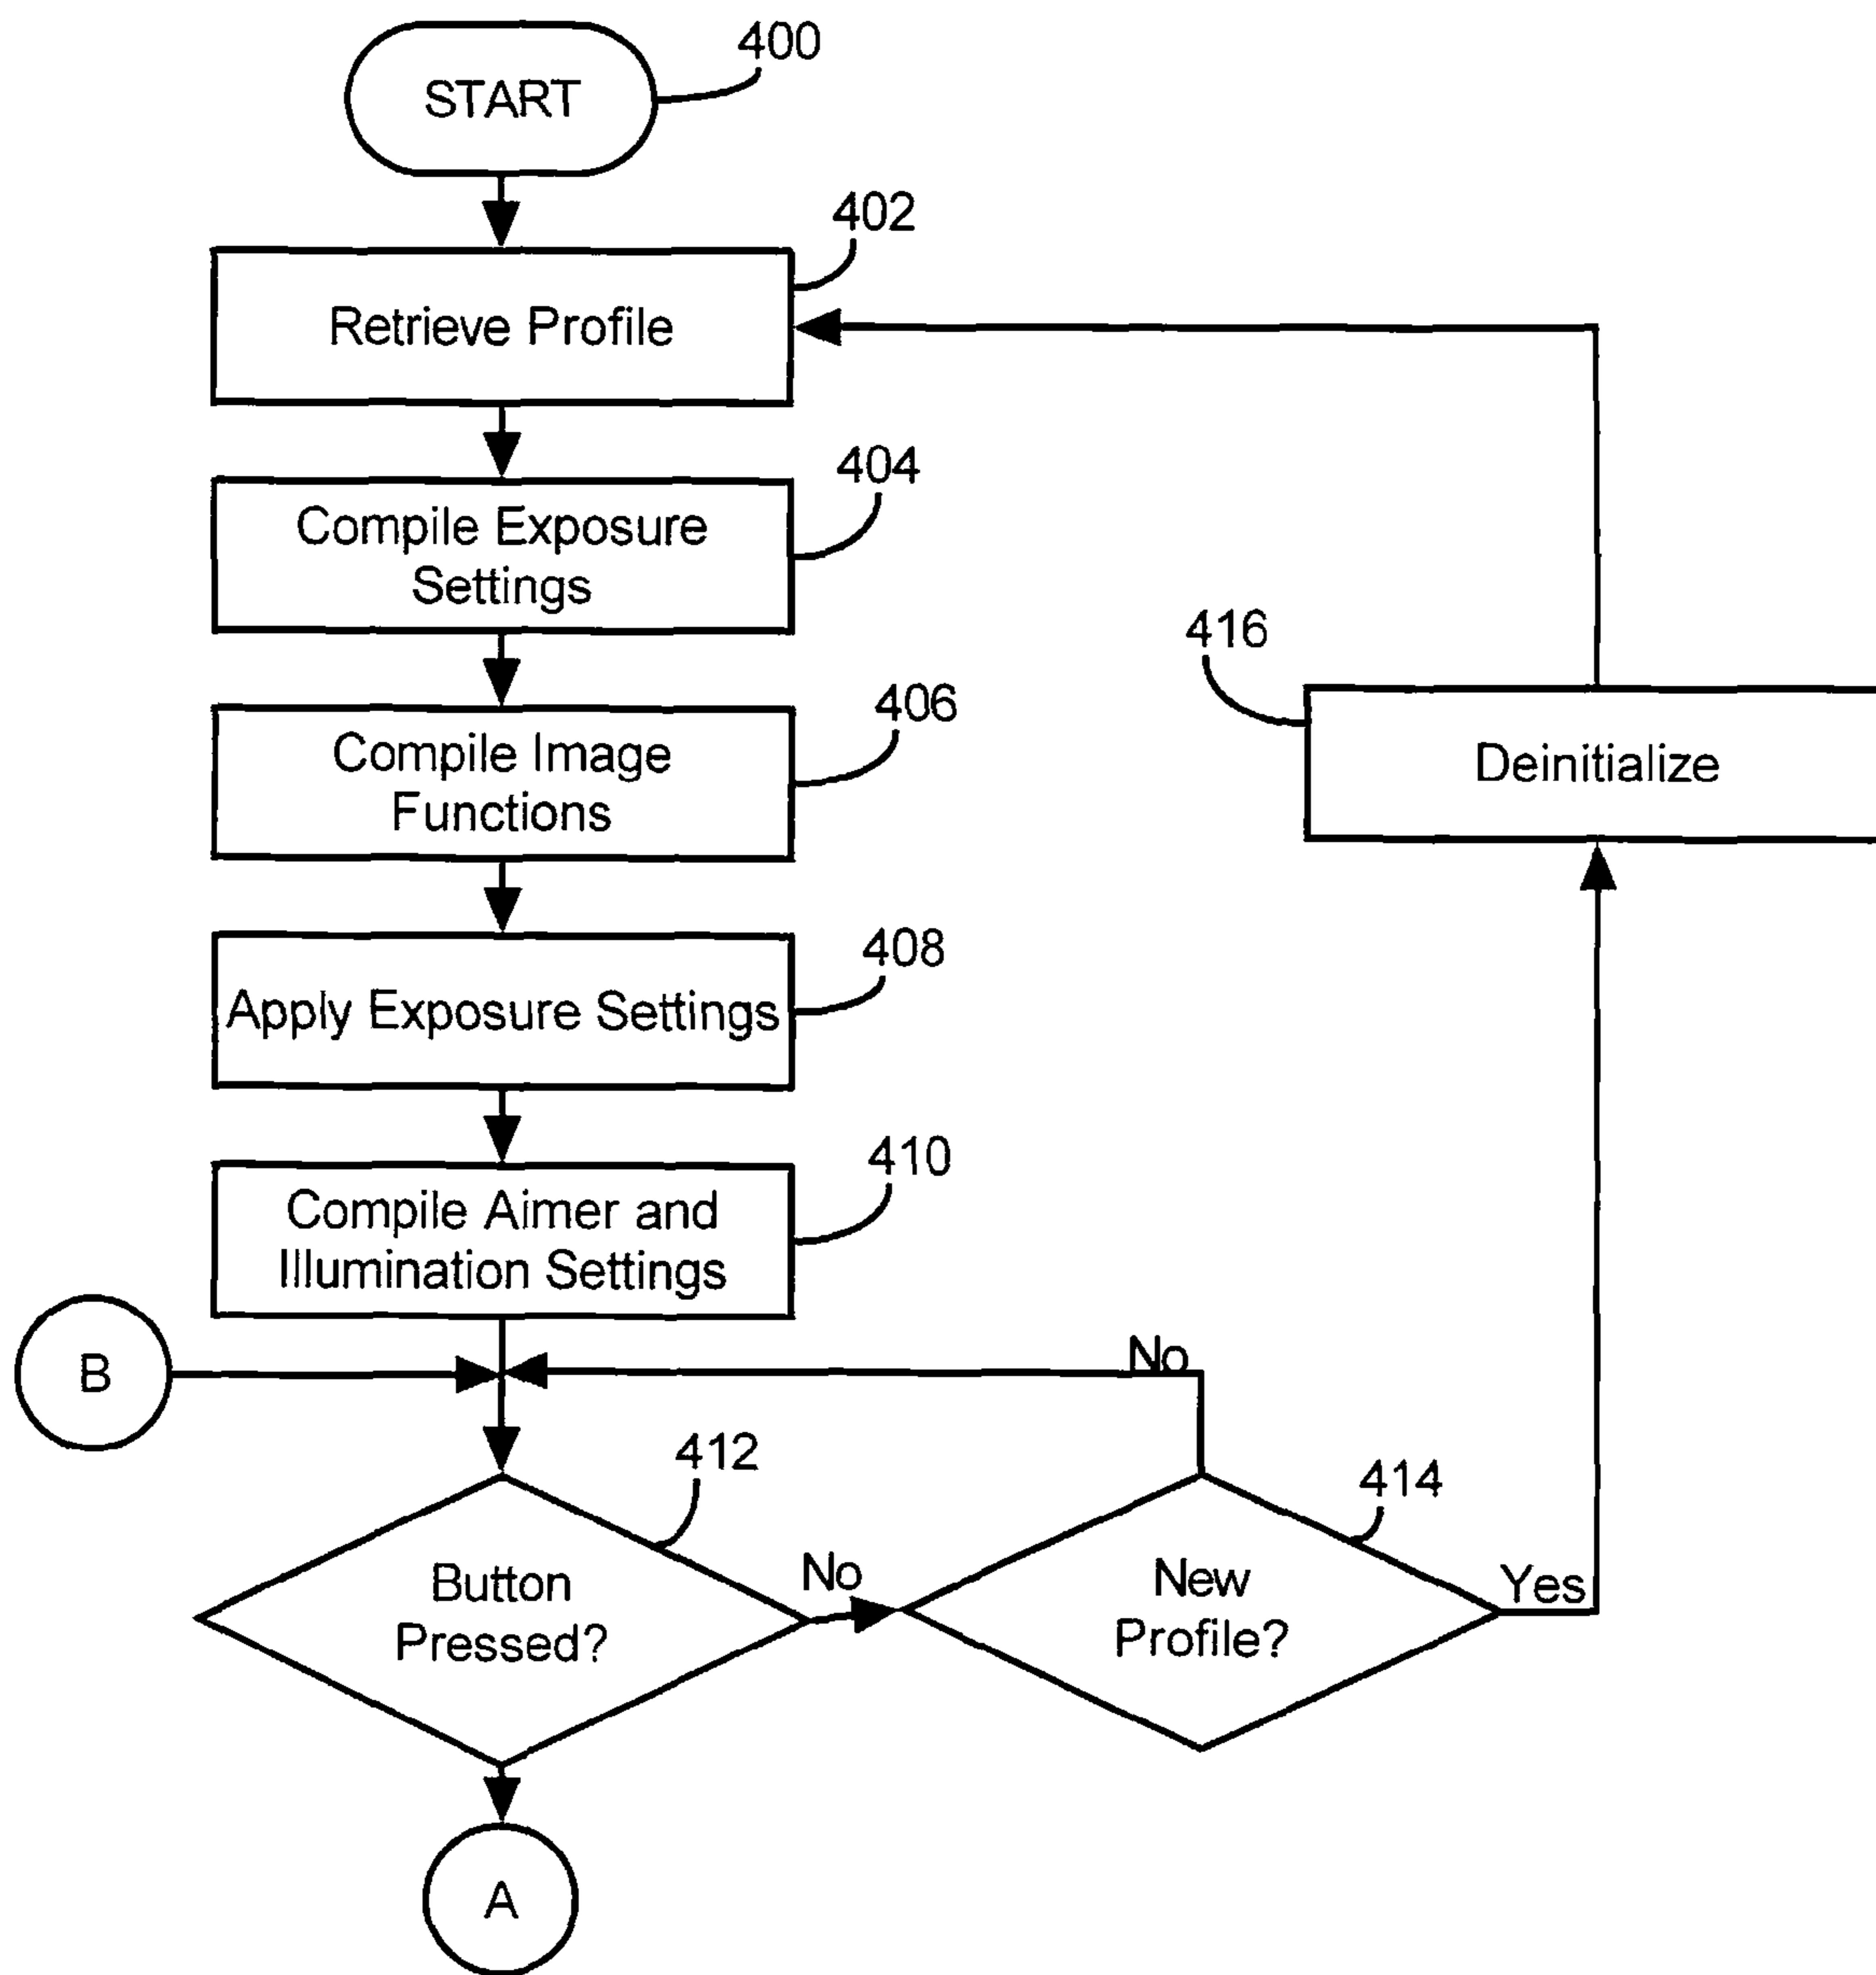 400
START
402
Retrieve Profile
404
Compile Exposure
Settings
416
406
Compile Image
Functions
Deinitialize
408
Apply Exposure Settings
410
Compile Aimer and
Illumination Settings
B
No
412
414
Button
Pressed?
No
New
Profile?
Yes
A